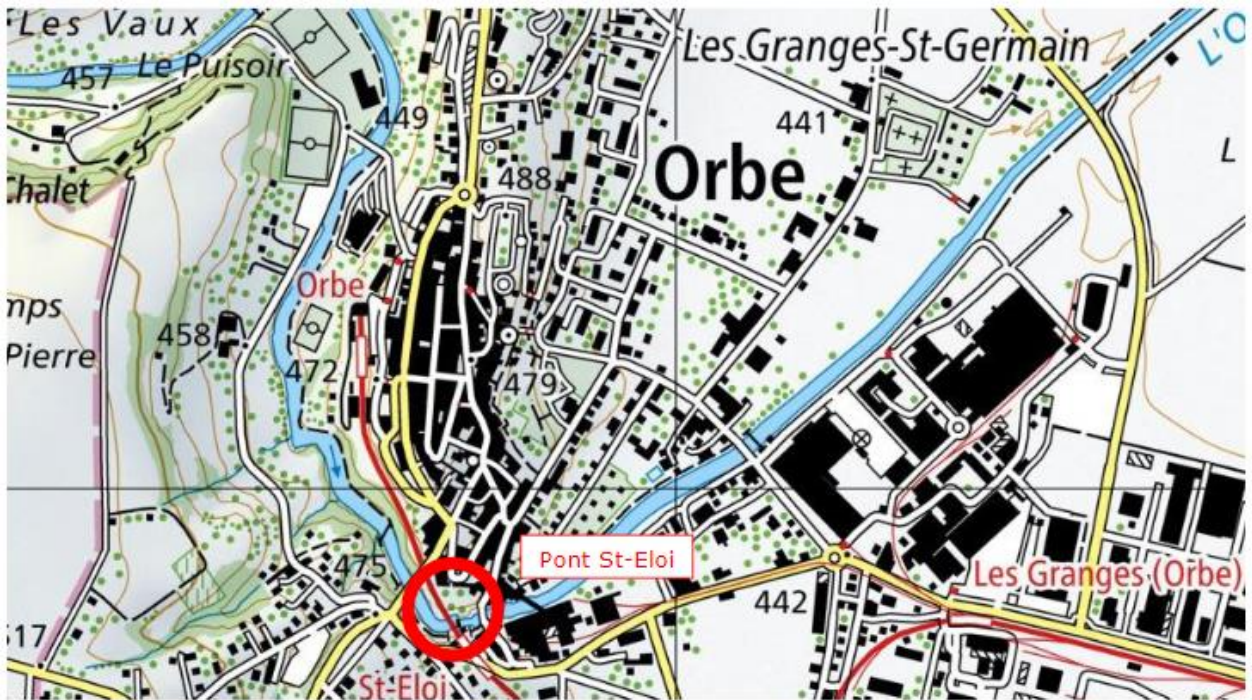 Les Vaux
457
Le Puisoir
449
Les Granges-St-Germain
L'O
441
488
Orbe
L
Chalet
Orbe
mps
Pierre
458
472
479
475
Pont St-Eloi
Les Granges (Orbe)
442
517
St-Eloi